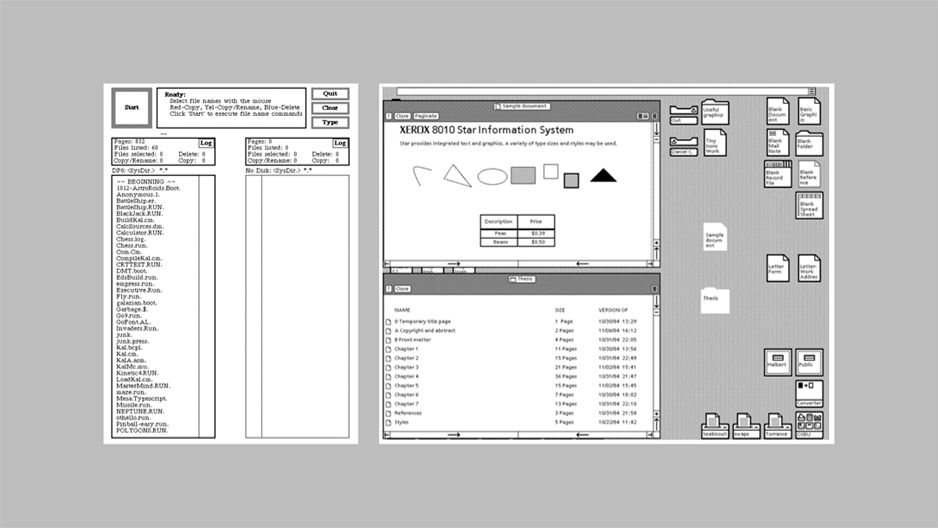 Start
Ready:
Select file names with the mouse
Red-Copy, Yel-Copy/Rename, Blue-Delete
Click 'Start' to execute file name commands
Quit
Clear
Type
Pages: 832
Files listed: 60
Files selected: 0 Delete: 0
Copy/Rename: 0 Copy: 0
Log
DP0: <SysDir.> *.*
-- BEGINNING --
1012-AstroRoids.Boot.
Anonymous.1.
BattleShip.er.
BattleShip.RUN.
BlackJack.RUN.
BuildKal.cm.
CalcSources.dm.
Calculator.RUN.
Chess.log.
Chess.run.
Com.Cm.
CompileKal.cm.
CRTTEST.RUN.
DMT.boot.
EdsBuild.run.
empress.run.
Executive.RUN.
Fly.run.
galaxian.boot.
Garbage.$.
Go9.run.
GoFont.AL.
Invaders.RUN.
junk.
junk.press.
Kal.bcpl.
Kal.cm.
KalA.asm.
KalMc.mu.
Kinetic4.RUN.
LoadKal.cm.
MasterMind.RUN.
maze.run.
Mesa.Typescript.
Missile.run.
NEPTUNE.RUN.
othello.run.
Pinball-easy.run.
POLYGONS.RUN.
Pages: 0
Files listed: 0
Files selected: 0 Delete: 0
Copy/Rename: 0 Copy: 0
Log
No Disk: <SysDir.> *.*
Sample document
Close Paginate
XEROX 8010 Star Information System
Star provides integrated text and graphics. A variety of type sizes and styles may be used.
Description Price
Peas $0.39
Beans $0.50
Thesis
Close
NAME SIZE VERSION OF
0 Temporary title page 1 Page 10/30/84 13:29
A Copyright and abstract 2 Pages 11/06/84 16:12
B Front matter 4 Pages 10/31/84 22:05
Chapter 1 11 Pages 10/30/84 13:56
Chapter 2 15 Pages 10/31/84 22:49
Chapter 3 21 Pages 11/02/84 15:41
Chapter 4 36 Pages 10/31/84 21:47
Chapter 5 15 Pages 11/02/84 15:45
Chapter 6 7 Pages 10/30/84 18:02
Chapter 7 13 Pages 10/31/84 22:10
References 3 Pages 10/31/84 21:58
Styles 5 Pages 10/22/84 11:42
Out
Useful
graphics
Blank
Docum
ent
Basic
Graphi
Daniel
Tiny
Icons
Work
Blank
Mail
Note
Blank
Folder
Blank
Record
File
Blank
Refere
nce
Blank
Spread
Sheet
Sample
docum
ent
Letter
Form
Letter-
Work
Addres
Thesis
Halbert
Public
Converter
Seabiscuit
swaps
Torrance
OSBU